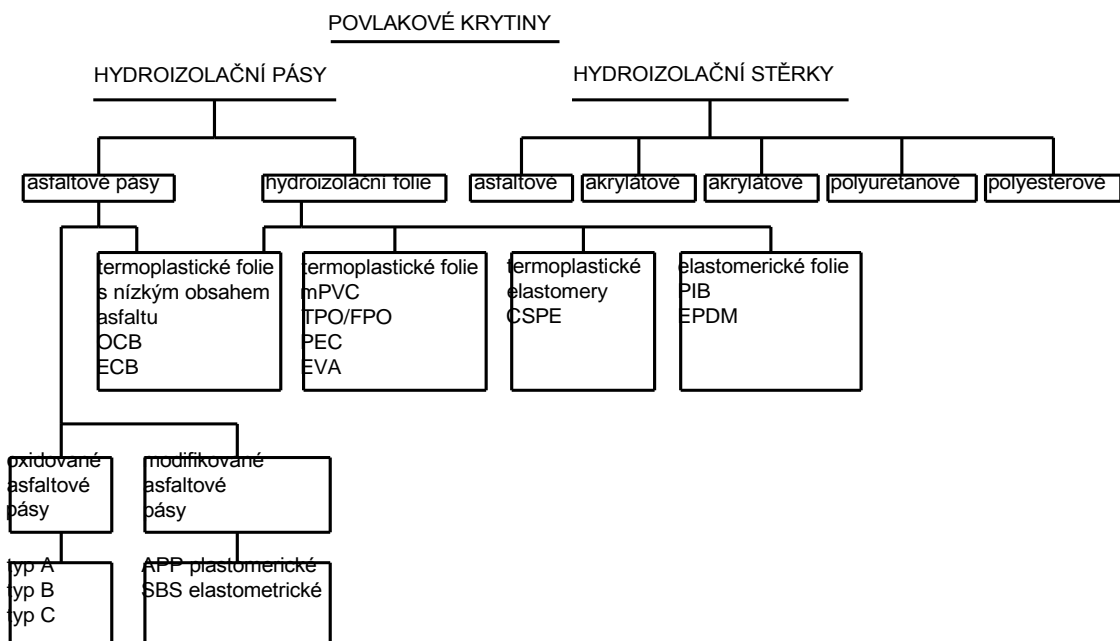 POVLAKOVÉ KRYTINY
HYDROIZOLAČNÍ PÁSY
HYDROIZOLAČNÍ STĚRKY
asfaltové pásy
hydroizolační folie
asfaltové
akrylátové
akrylátové
polyuretanové
polyesterové
termoplastické folie
s nízkým obsahem
asfaltu
OCB
ECB
termoplastické folie
mPVC
TPO/FPO
PEC
EVA
termoplastické
elastomery
CSPE
elastomerické folie
PIB
EPDM
oxidované
asfaltové
pásy
modifikované
asfaltové
pásy
typ A
typ B
typ C
APP plastomerické
SBS elastometrické